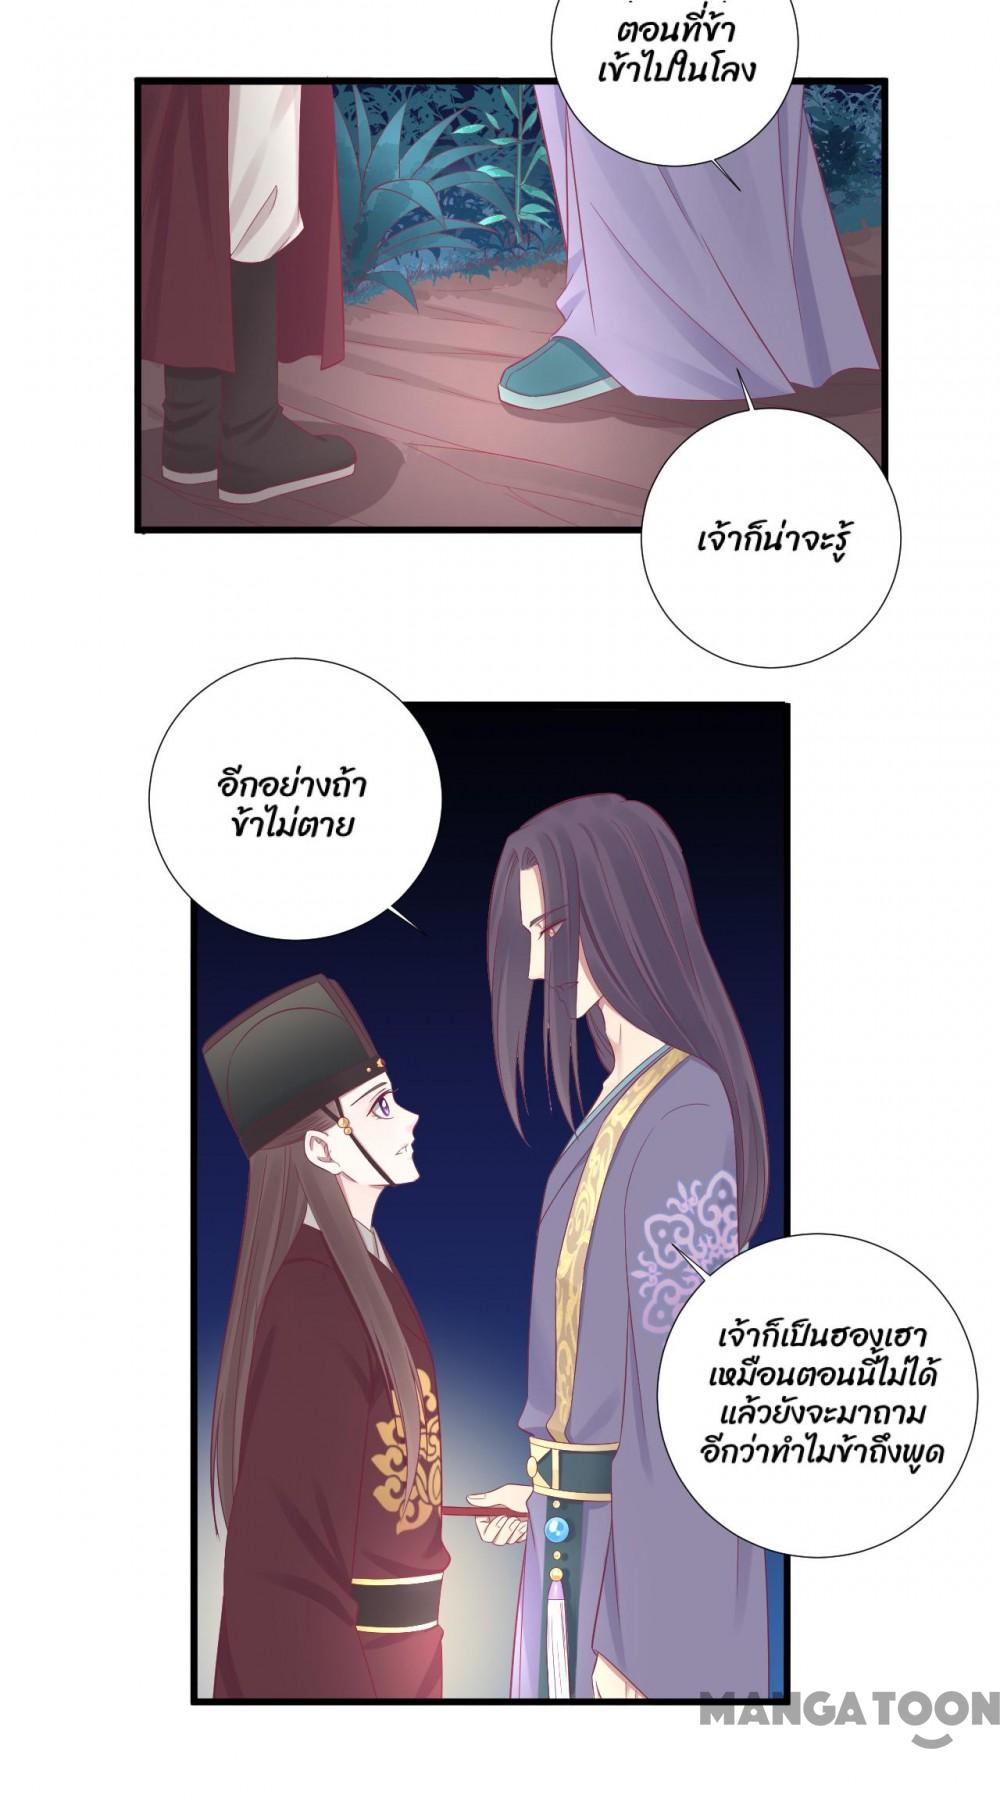 ตอนที่ข้า
เข้าไปในโลง
เจ้าก็น่าจะรู้
อีกอย่างถ้า
ข้าไม่ตาย
เจ้าก็เป็นฮองเฮา
เหมือนตอนนี้ไม่ได้
แล้วยังจะมาถาม
อีกว่าทำไมข้าถึงพูด
MANGATOON